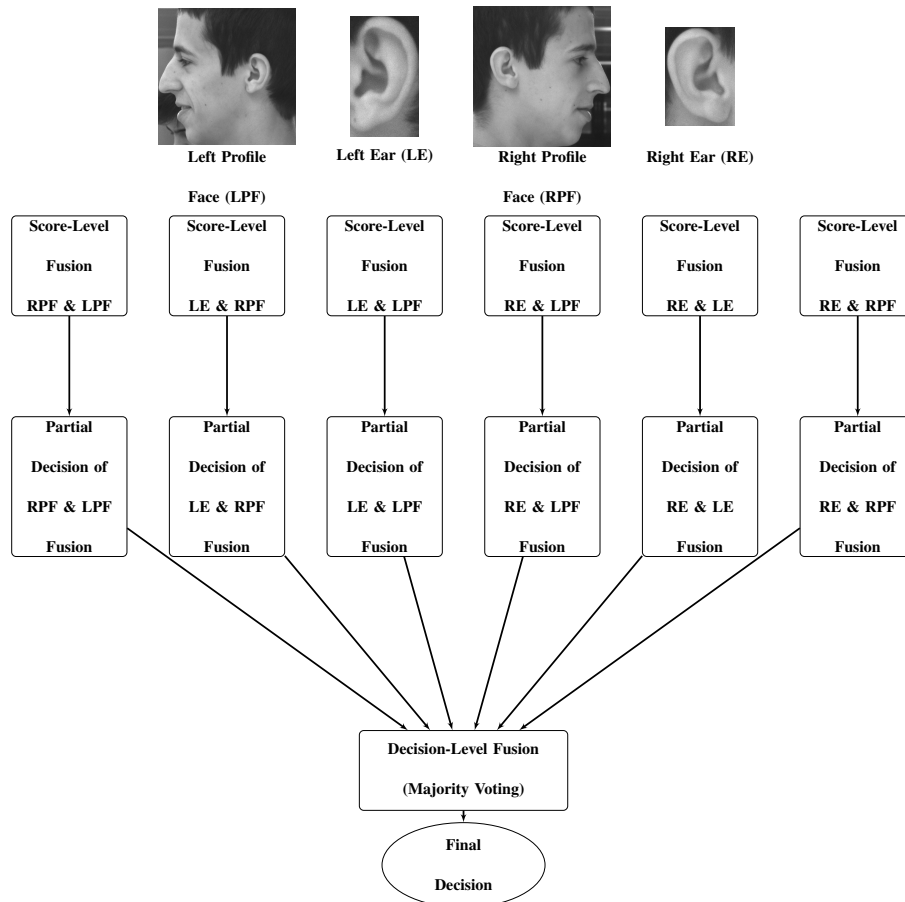 Left Profile
Face (LPF)
Left Ear (LE)
Right Profile
Face (RPF)
Right Ear (RE)
Score-Level
Fusion
RPF & LPF
Score-Level
Fusion
LE & RPF
Score-Level
Fusion
LE & LPF
Score-Level
Fusion
RE & LPF
Score-Level
Fusion
RE & LE
Score-Level
Fusion
RE & RPF
Partial
Decision of
RPF & LPF
Fusion
Partial
Decision of
LE & RPF
Fusion
Partial
Decision of
LE & LPF
Fusion
Partial
Decision of
RE & LPF
Fusion
Partial
Decision of
RE & LE
Fusion
Partial
Decision of
RE & RPF
Fusion
Decision-Level Fusion
(Majority Voting)
Final
Decision